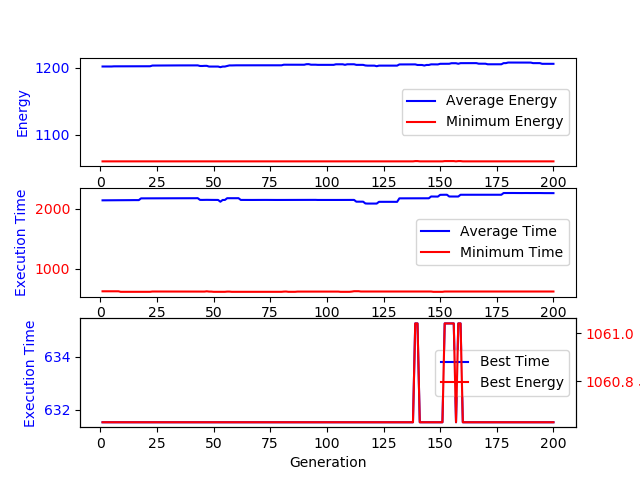 1200
1100
Energy
Average Energy
Minimum Energy
0 25 50 75 100 125 150 175 200
2000
1000
Execution Time
Average Time
Minimum Time
0 25 50 75 100 125 150 175 200
634
632
Execution Time
Best Time
Best Energy
1061.0
1060.8
0 25 50 75 100 125 150 175 200
Generation